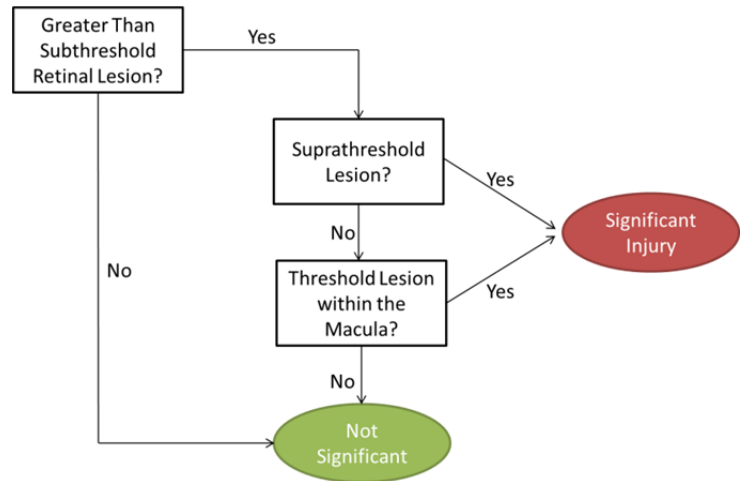 Greater Than
Subthreshold
Retinal Lesion?
Yes
Suprathreshold
Lesion?
Yes
Significant
Injury
No
No
Threshold Lesion
within the
Macula?
Yes
No
Not
Significant